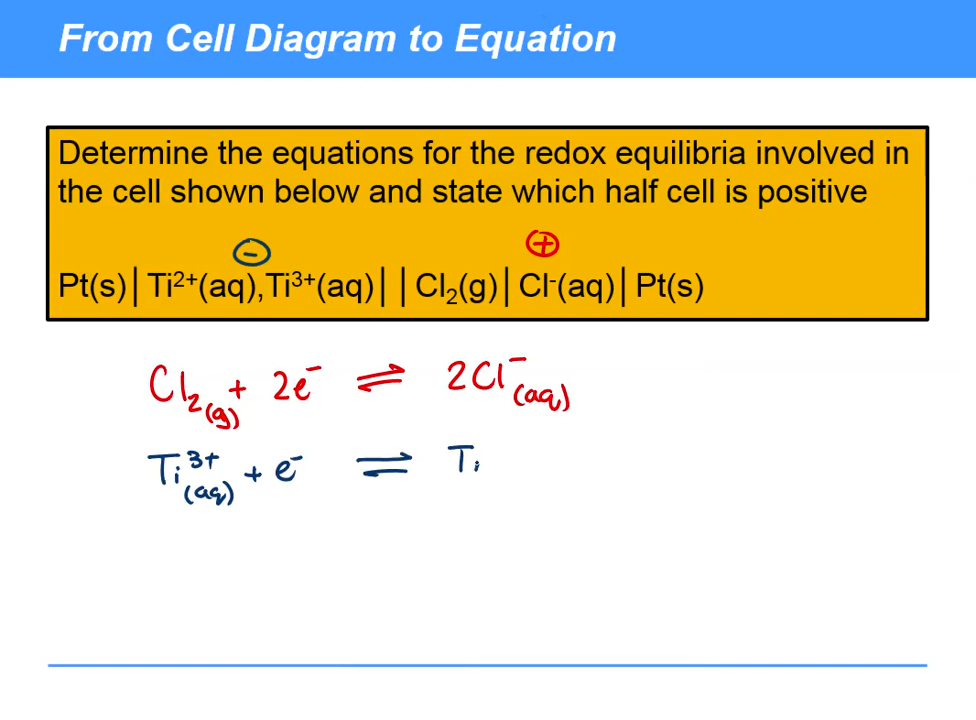 From Cell Diagram to Equation
Determine the equations for the redox equilibria involved in
the cell shown below and state which half cell is positive
⊖ ⊕
Pt(s)|Ti²⁺(aq),Ti³⁺(aq)||Cl₂(g)|Cl⁻(aq)|Pt(s)
Cl₂(g) + 2e⁻ ⇌ 2Cl⁻(aq)
Ti³⁺(aq) + e⁻ ⇌ Ti